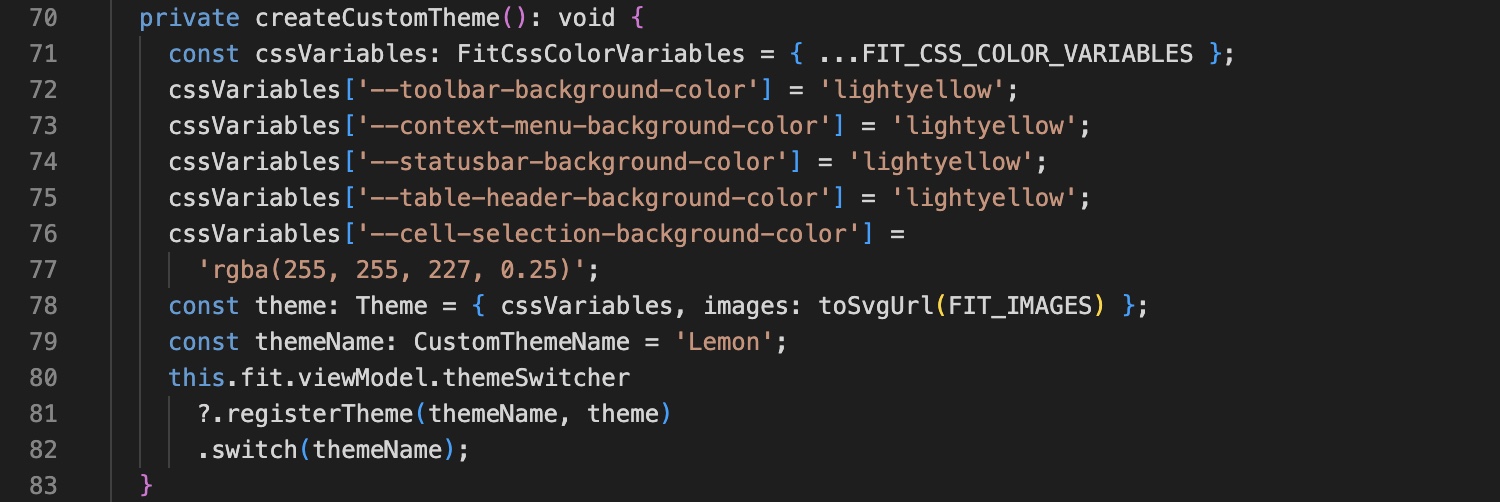 70 private createCustomTheme(): void {
71 const cssVariables: FitCssColorVariables = { ...FIT_CSS_COLOR_VARIABLES };
72 cssVariables['--toolbar-background-color'] = 'lightyellow';
73 cssVariables['--context-menu-background-color'] = 'lightyellow';
74 cssVariables['--statusbar-background-color'] = 'lightyellow';
75 cssVariables['--table-header-background-color'] = 'lightyellow';
76 cssVariables['--cell-selection-background-color'] =
77 'rgba(255, 255, 227, 0.25)';
78 const theme: Theme = { cssVariables, images: toSvgUrl(FIT_IMAGES) };
79 const themeName: CustomThemeName = 'Lemon';
80 this.fit.viewModel.themeSwitcher
81 ?.registerTheme(themeName, theme)
82 .switch(themeName);
83 }